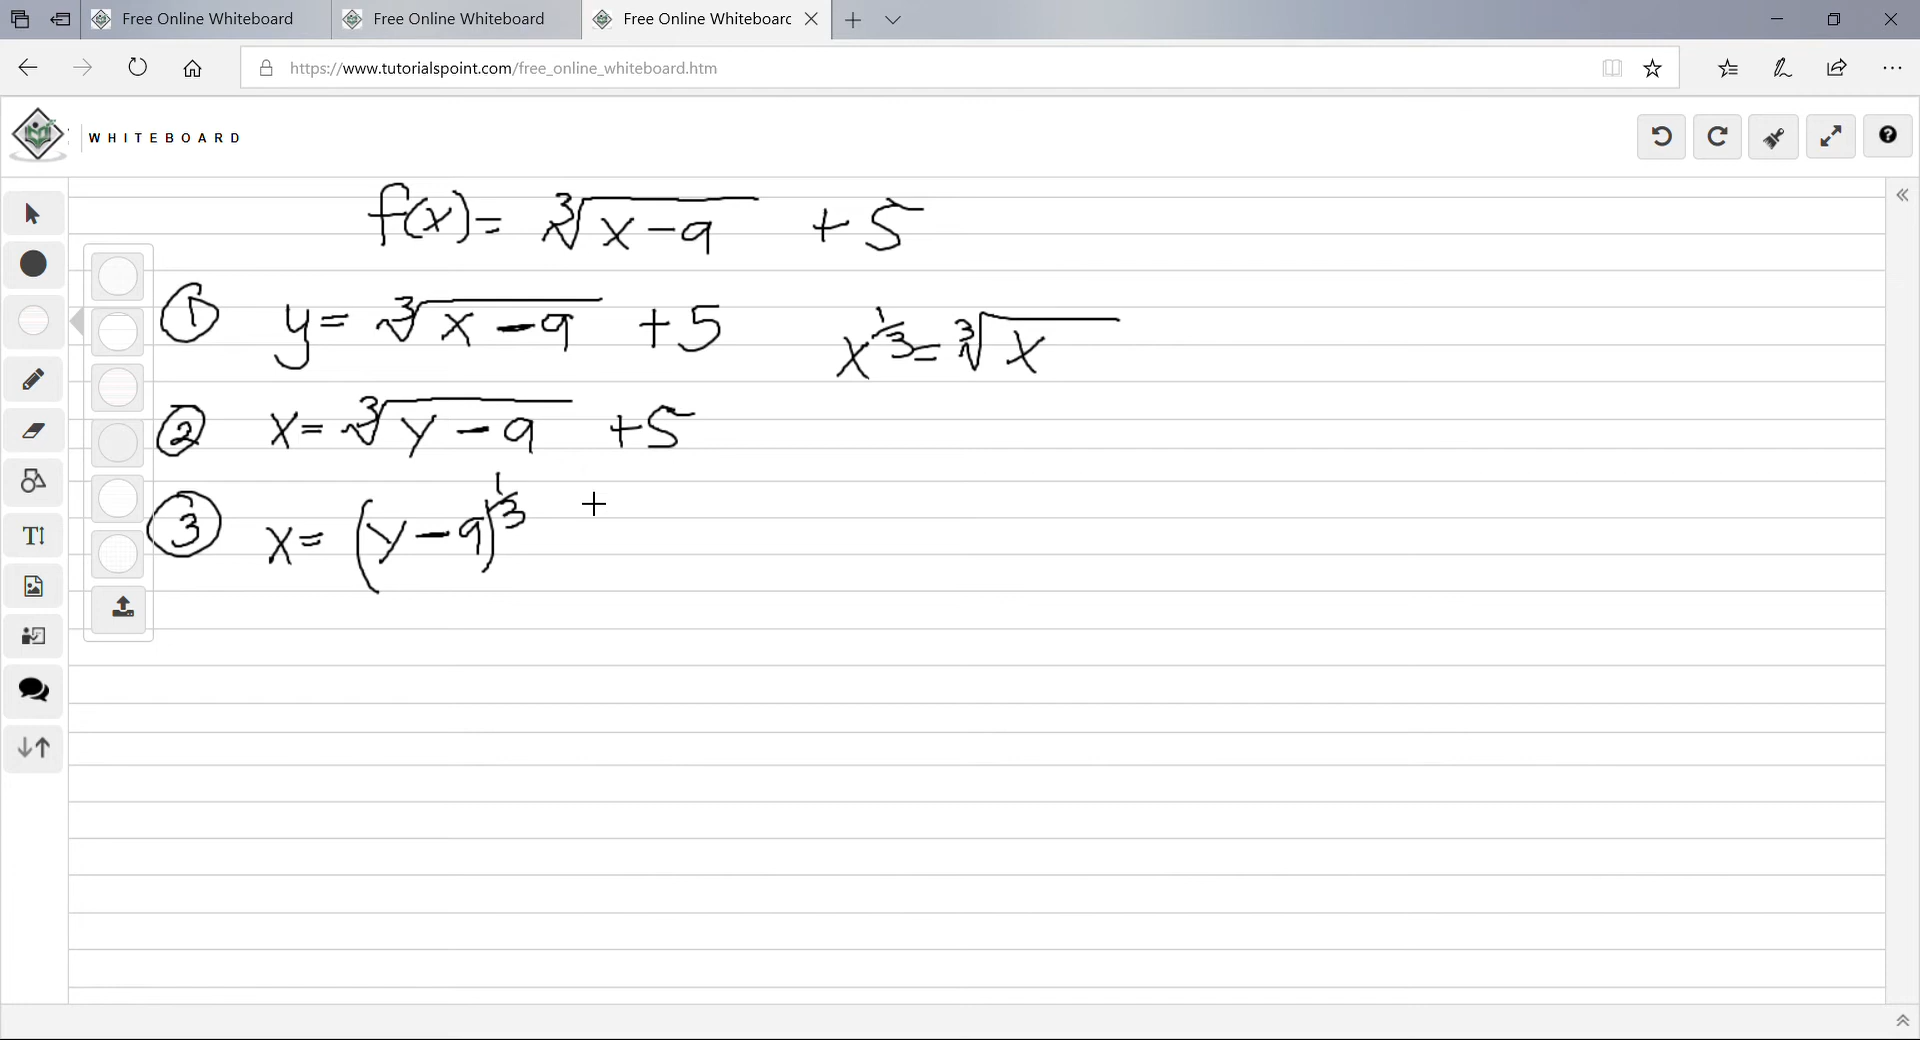 Free Online Whiteboard
Free Online Whiteboard
Free Online Whiteboarc
https://www.tutorialspoint.com/free_online_whiteboard.htm
WHITEBOARD
f(x)= ∛(x-9) + 5
① y= ∛(x-9) +5
x^(1/3) = ∛x
② x= ∛(y-9) +5
③ x= (y-9)^(1/3)
T